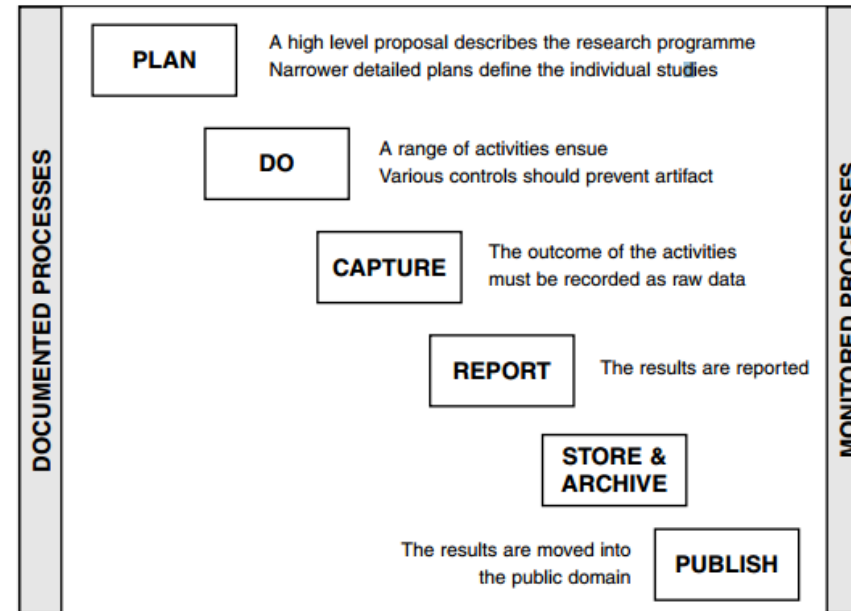 PLAN
A high level proposal describes the research programme
Narrower detailed plans define the individual studies
DO
A range of activities ensue
Various controls should prevent artifact
CAPTURE
The outcome of the activities
must be recorded as raw data
REPORT
The results are reported
STORE &
ARCHIVE
The results are moved into
the public domain
PUBLISH
DOCUMENTED PROCESSES
MONITORED PROCESSES